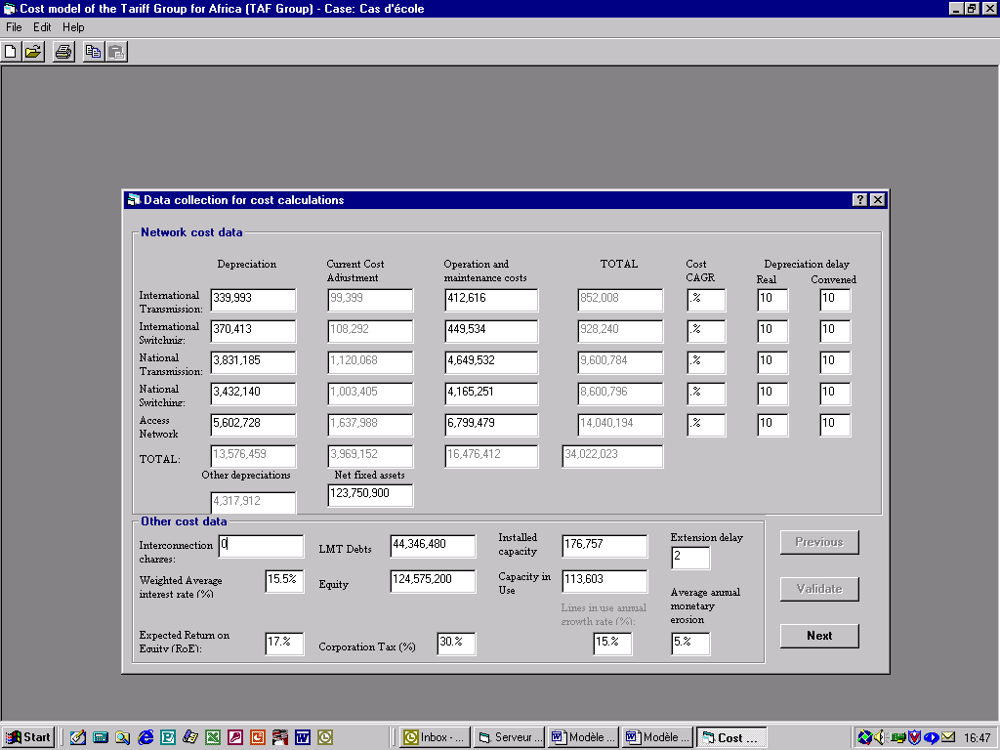 Cost model of the Tariff Group for Africa (TAF Group) - Case: Cas d'école
File Edit Help
Data collection for cost calculations
Network cost data
Depreciation Current Cost Adjustment Operation and maintenance costs TOTAL Cost CAGR Depreciation delay
Real Convened
International Transmission: 339,993 99,399 412,616 852,008 .% 10 10
International Switchnig: 370,413 108,292 449,534 928,240 .% 10 10
National Transmission: 3,831,185 1,120,068 4,649,532 9,600,784 .% 10 10
National Switching: 3,432,140 1,003,405 4,165,251 8,600,796 .% 10 10
Access Network 5,602,728 1,637,988 6,799,479 14,040,194 .% 10 10
TOTAL: 13,576,459 3,969,152 16,476,412 34,022,023
Other depreciations Net fixed assets
4,317,912 123,750,900
Other cost data
Interconnection charges: 0 LMT Debts 44,346,480 Installed capacity 176,757 Extension delay 2
Weighted Average interest rate (%) 15.5% Equity 124,575,200 Capacity in Use 113,603
Lines in use annual growth rate (%): 15.% Average annual monetary erosion 5.%
Expected Return on Equity (RoE): 17.% Corporation Tax (%) 30.%
Previous
Validate
Next
Start Inbox - ... Serveur ... Modèle ... Modèle ... Cost ... 16:47